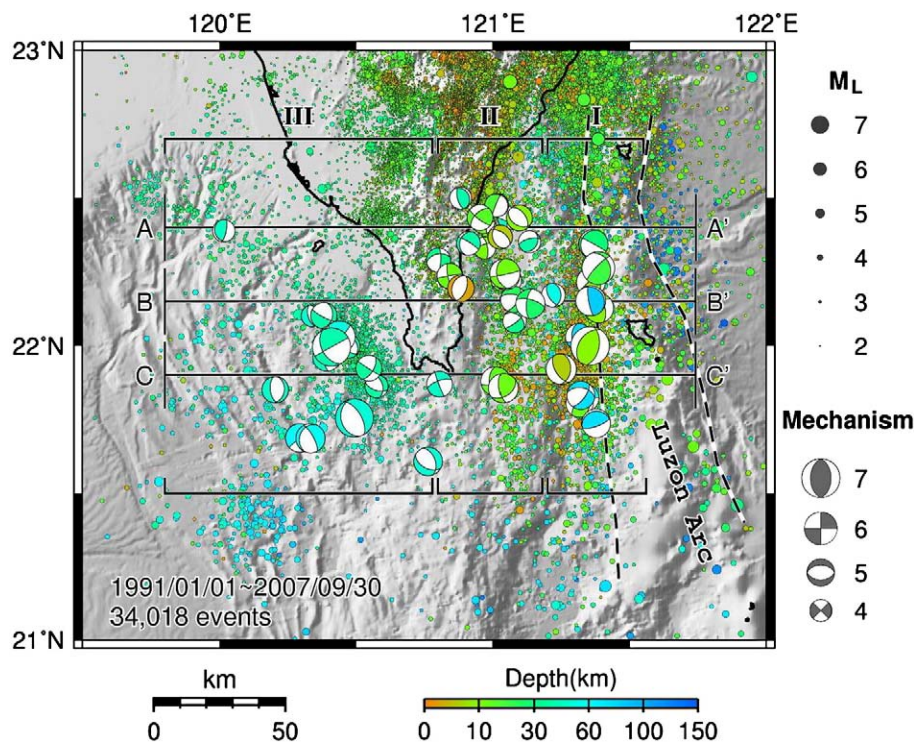 120°E 121°E 122°E
23°N
22°N
21°N
III II I
A A'
B B'
C C'
Luzon Arc
1991/01/01~2007/09/30
34,018 events
M_L
7
6
5
4
3
2
Mechanism
7
6
5
4
km
0 50
Depth(km)
0 10 30 60 100 150